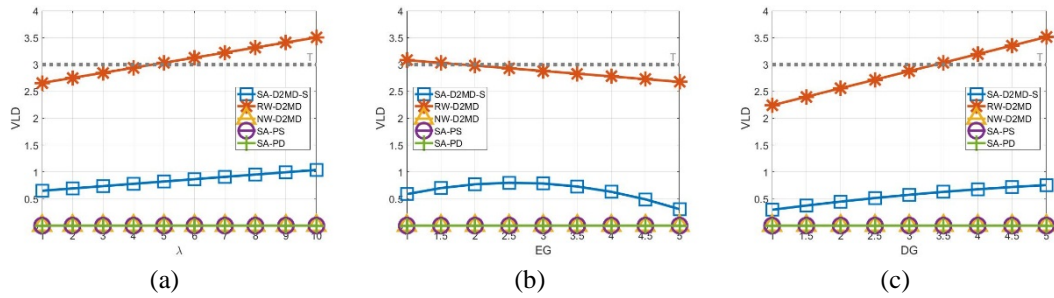 4
3.5
3
2.5
2
1.5
1
0.5
VLD
T
SA-D2MD-S
RW-D2MD
NW-D2MD
SA-PS
SA-PD
1 2 3 4 5 6 7 8 9 10
λ
(a)
4
3.5
3
2.5
2
1.5
1
0.5
VLD
T
SA-D2MD-S
RW-D2MD
NW-D2MD
SA-PS
SA-PD
1 1.5 2 2.5 3 3.5 4 4.5 5
EG
(b)
4
3.5
3
2.5
2
1.5
1
0.5
VLD
T
SA-D2MD-S
RW-D2MD
NW-D2MD
SA-PS
SA-PD
1 1.5 2 2.5 3 3.5 4 4.5 5
DG
(c)